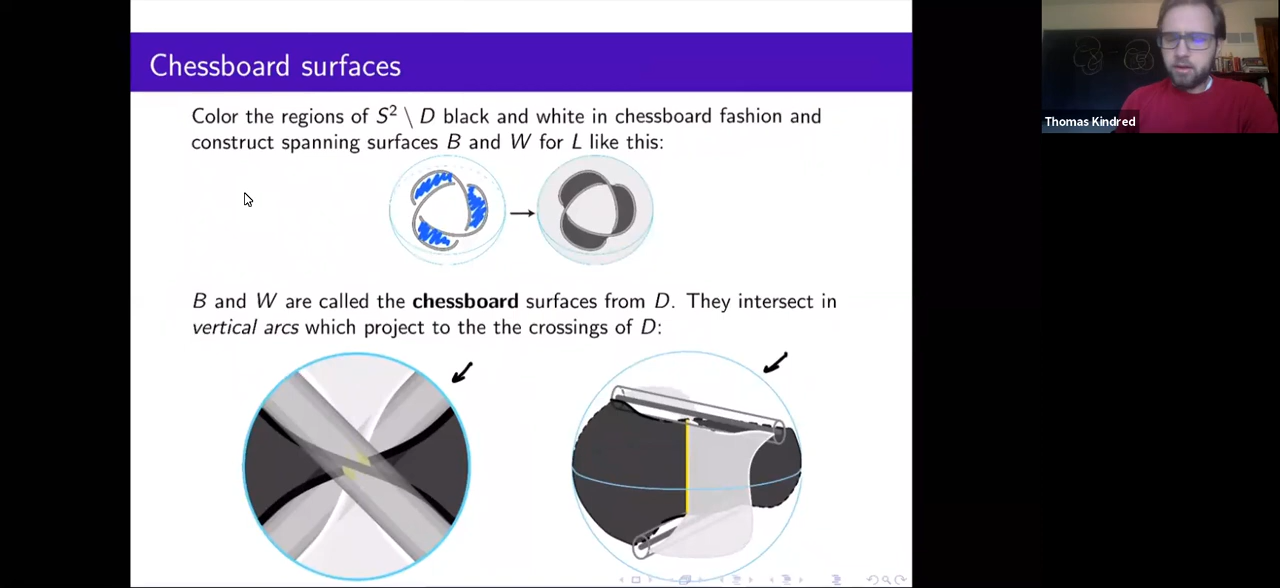 Chessboard surfaces
Color the regions of S² \ D black and white in chessboard fashion and
construct spanning surfaces B and W for L like this:
B and W are called the chessboard surfaces from D. They intersect in
vertical arcs which project to the the crossings of D:
Thomas Kindred